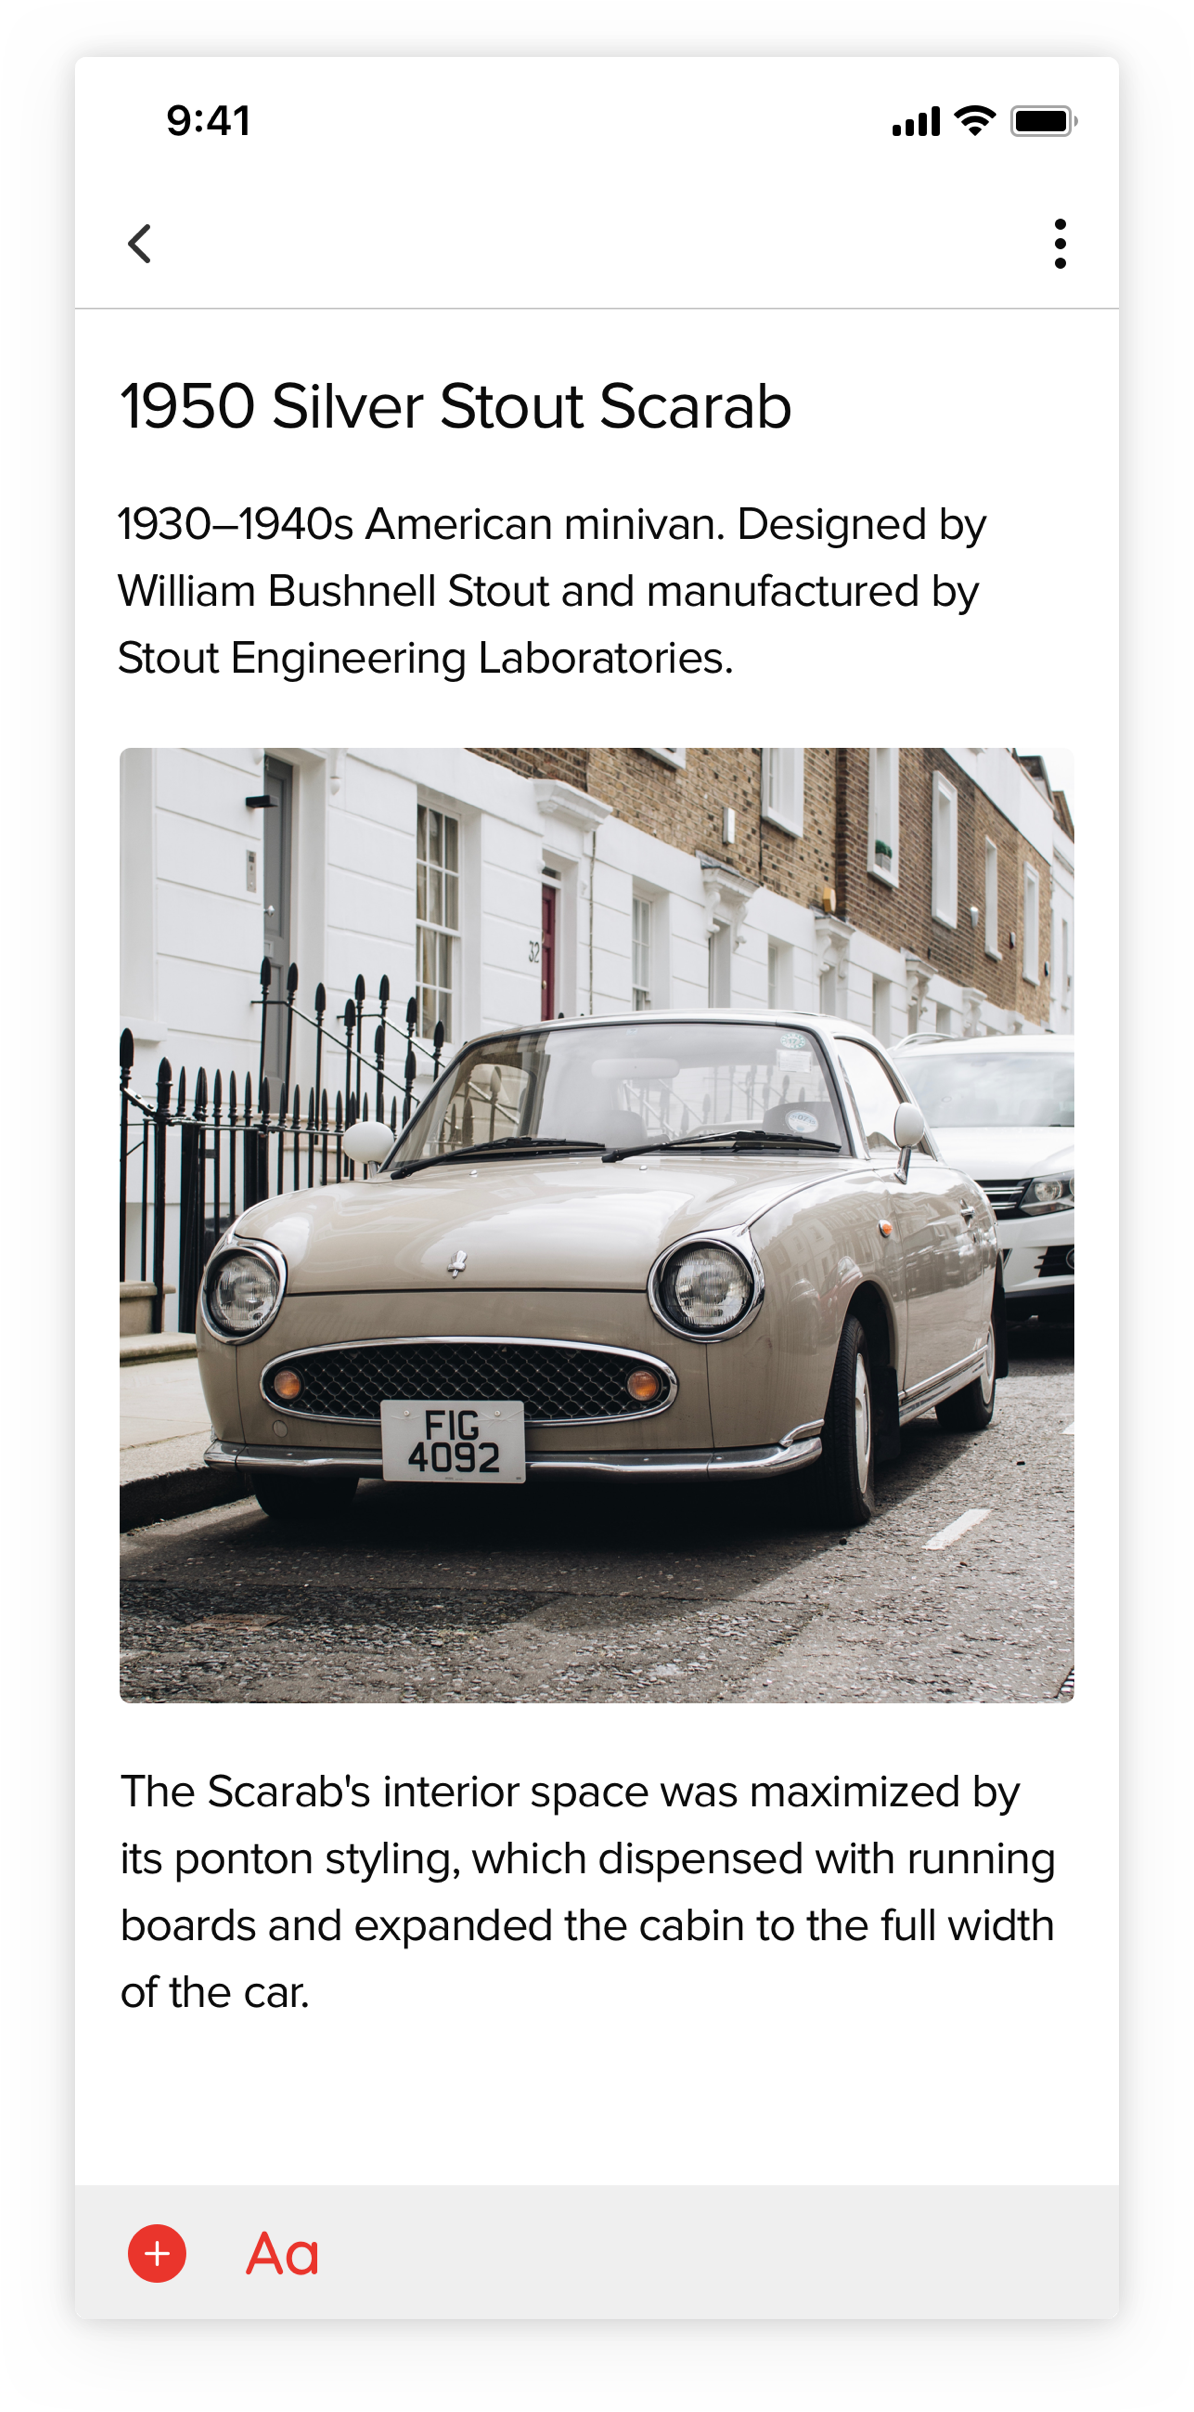 9:41
1950 Silver Stout Scarab
1930–1940s American minivan. Designed by
William Bushnell Stout and manufactured by
Stout Engineering Laboratories.
32
FIG
4092
The Scarab's interior space was maximized by
its ponton styling, which dispensed with running
boards and expanded the cabin to the full width
of the car.
Aa